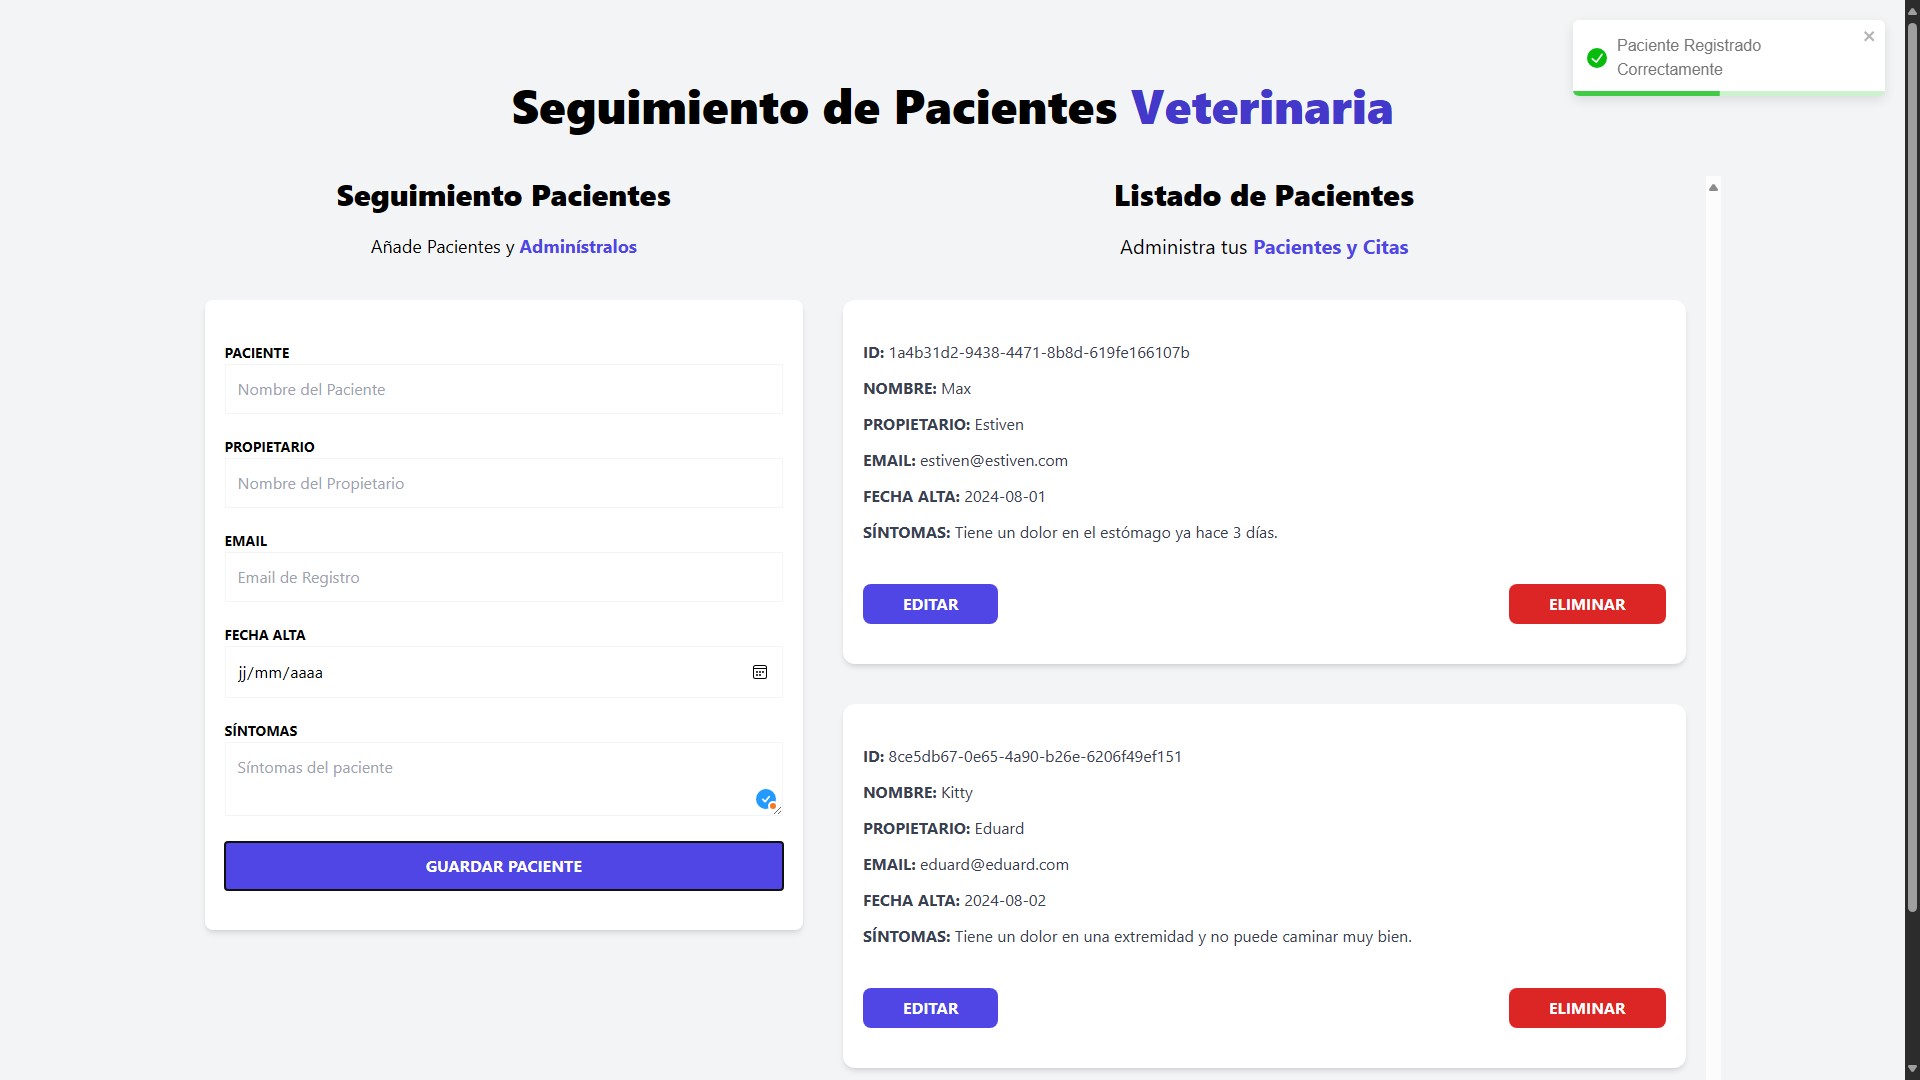 Paciente Registrado
Correctamente
Seguimiento de Pacientes Veterinaria
Seguimiento Pacientes
Añade Pacientes y Adminístralos
PACIENTE
Nombre del Paciente
PROPIETARIO
Nombre del Propietario
EMAIL
Email de Registro
FECHA ALTA
jj/mm/aaaa
SÍNTOMAS
Síntomas del paciente
GUARDAR PACIENTE
Listado de Pacientes
Administra tus Pacientes y Citas
ID: 1a4b31d2-9438-4471-8b8d-619fe166107b
NOMBRE: Max
PROPIETARIO: Estiven
EMAIL: estiven@estiven.com
FECHA ALTA: 2024-08-01
SÍNTOMAS: Tiene un dolor en el estómago ya hace 3 días.
EDITAR
ELIMINAR
ID: 8ce5db67-0e65-4a90-b26e-6206f49ef151
NOMBRE: Kitty
PROPIETARIO: Eduard
EMAIL: eduard@eduard.com
FECHA ALTA: 2024-08-02
SÍNTOMAS: Tiene un dolor en una extremidad y no puede caminar muy bien.
EDITAR
ELIMINAR